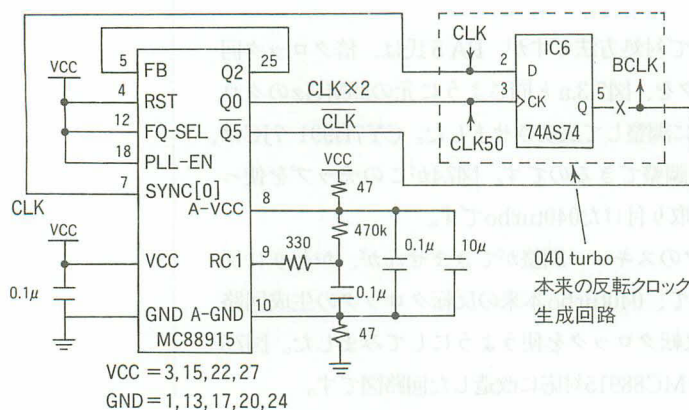 CLK
IC6
BCLK
VCC
5
FB
Q2
25
2
D
4
RST
Q0
CLK×2
CK
Q
5
X
12
FQ-SEL
Q5
CLK
CLK50
74AS74
18
PLL-EN
VCC
7
SYNC[0]
47
CLK
A-VCC
8
VCC
470k
330
0.1μ
10μ
VCC
RC
9
0.1μ
0.1μ
10
GND A-GND
47
MC88915
040 turbo
本来の反転クロック
生成回路
VCC=3,15,22,27
GND=1,13,17,20,24